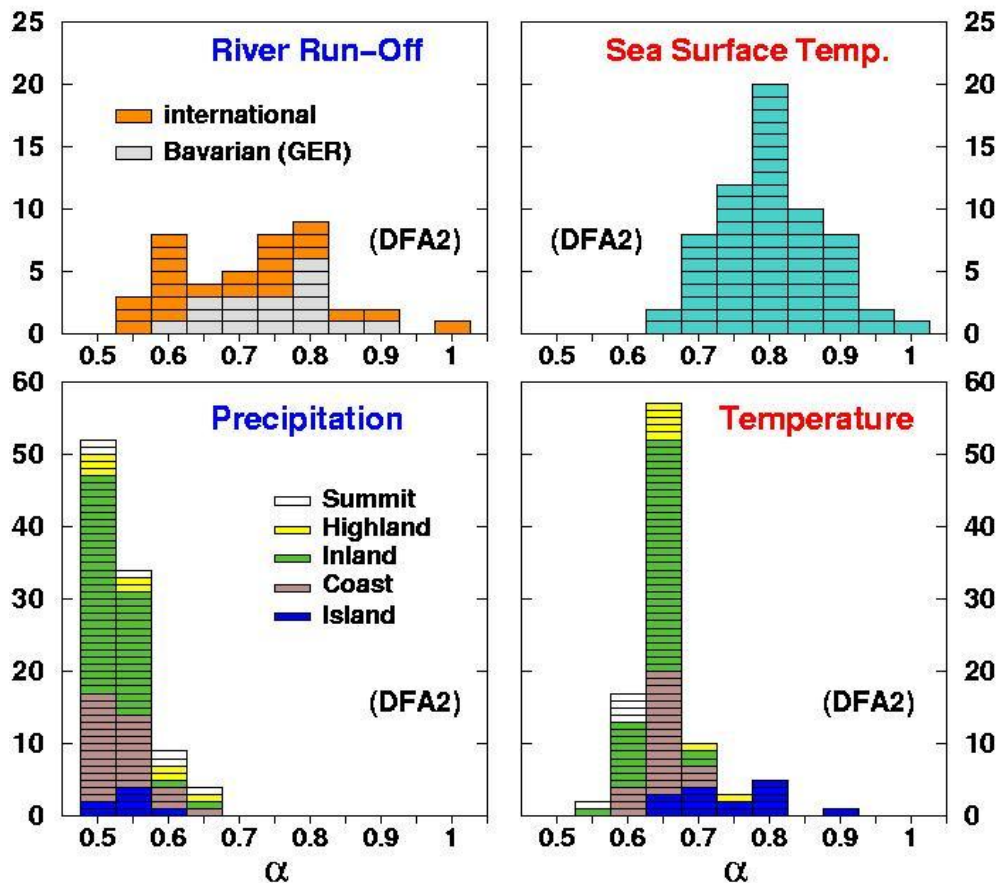 River Run-Off
25
20
15
10
5
0
international
Bavarian (GER)
(DFA2)
0.5 0.6 0.7 0.8 0.9 1
Sea Surface Temp.
25
20
15
10
5
0
(DFA2)
0.5 0.6 0.7 0.8 0.9 1
Precipitation
60
50
40
30
20
10
0
Summit
Highland
Inland
Coast
Island
(DFA2)
0.5 0.6 0.7 0.8 0.9 1
α
Temperature
60
50
40
30
20
10
0
(DFA2)
0.5 0.6 0.7 0.8 0.9 1
α